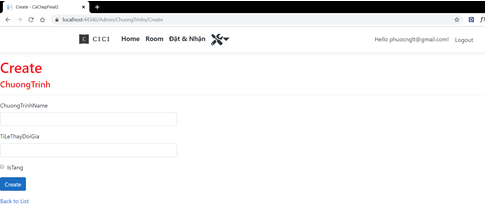 Create - CaChepFinal2
localhost:44340/Admin/ChuongTrinhs/Create
CICI Home Room Đặt & Nhận Hello phuocnglt@gmail.com! Logout
Create
ChuongTrinh
ChuongTrinhName
TiLeThayDoiGia
IsTang
Create
Back to List